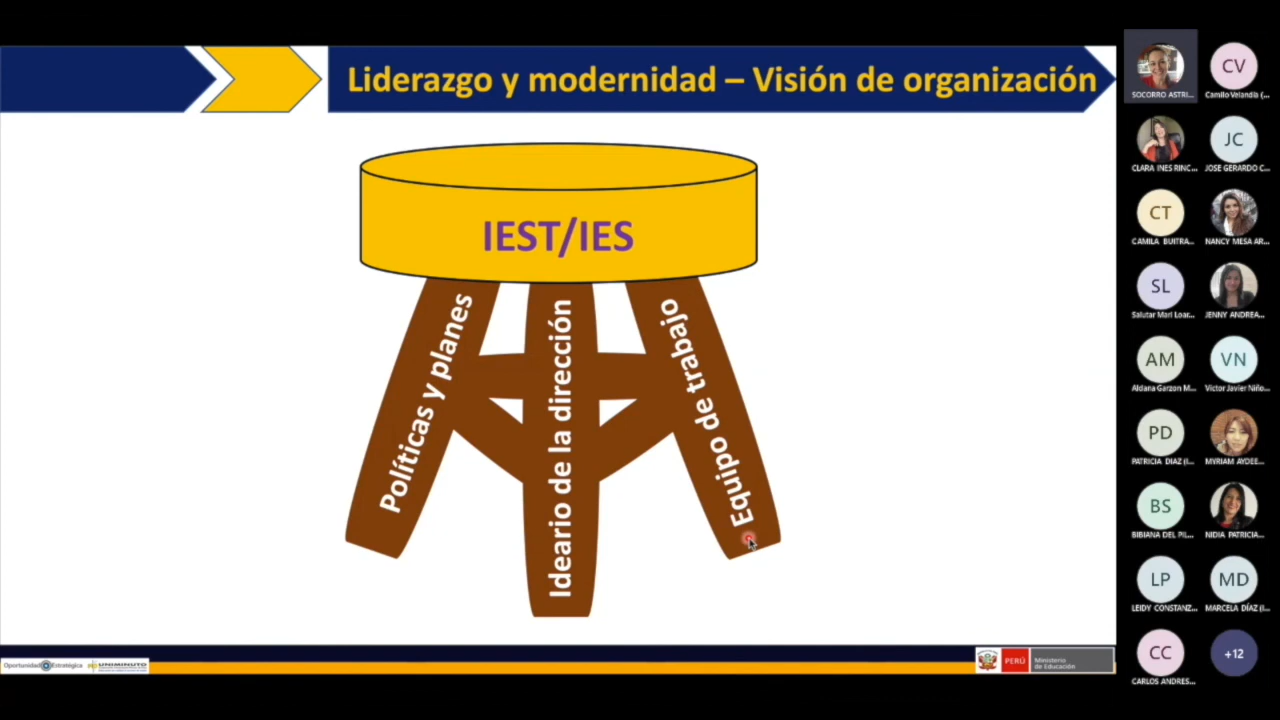 Liderazgo y modernidad – Visión de organización
IEST/IES
Políticas y planes
Ideario de la dirección
Equipo de trabajo
Oportunidad Estratégica
UNIMINUTO
PERÚ
Ministerio
de Educación
SOCORRO ASTRI...
CV
Camilo Velandia (...
CLARA INES RINC...
JC
JOSE GERARDO C...
CT
CAMILA BUITRA...
NANCY MESA AR...
SL
Salutar Mari Loar...
JENNY ANDREA...
AM
Aldana Garzon M...
VN
Victor Javier Niño...
PD
PATRICIA DIAZ (I...
MYRIAM AYDEE...
BS
BIBIANA DEL PIL...
NIDIA PATRICIA...
LP
LEIDY CONSTANZ...
MD
MARCELA DÍAZ (I...
CC
CARLOS ANDRES...
+12